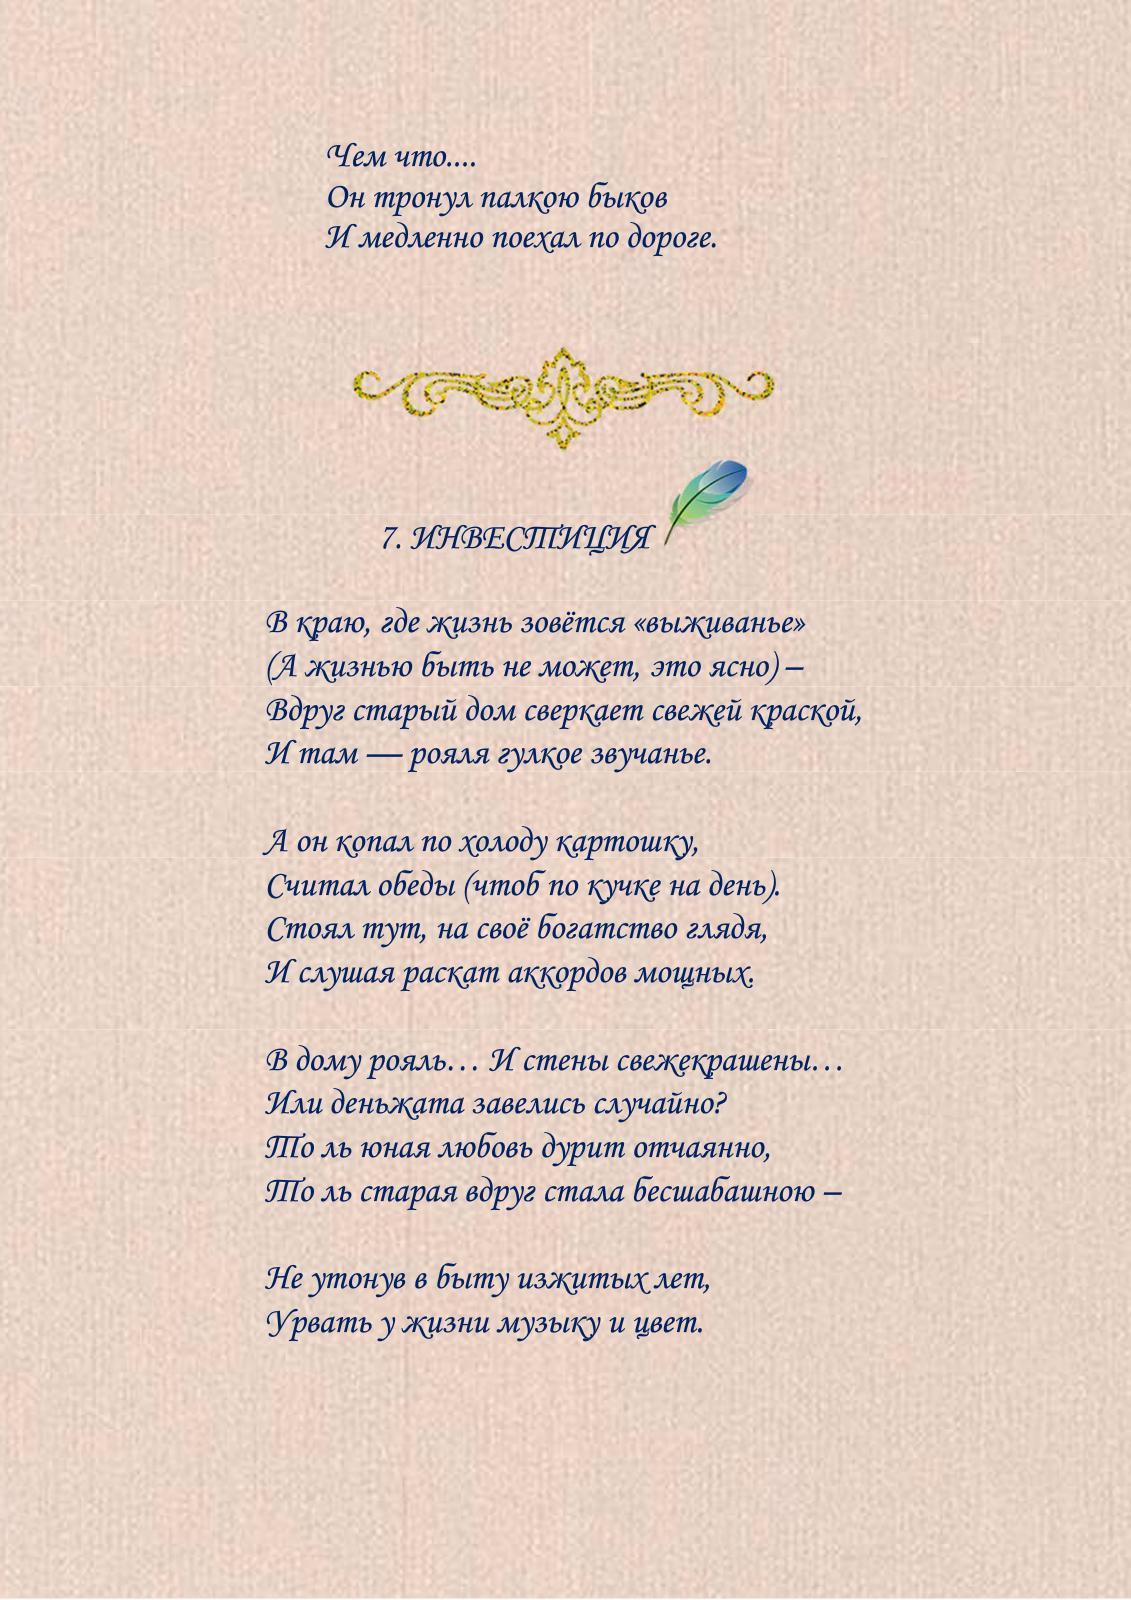 Чем что....
Он тронул палкою быков
И медленно поехал по дороге.
7. ИНВЕСТИЦИЯ
В краю, где жизнь зовётся «выживанье»
(А жизнью быть не может, это ясно) –
Вдруг старый дом сверкает свежей краской,
И там — рояля гулкое звучанье.
А он копал по холоду картошку,
Считал обеды (чтоб по кучке на день).
Стоял тут, на своё богатство глядя,
И слушая раскат аккордов мощных.
В дому рояль… И стены свежекрашены…
Или деньжата завелись случайно?
То ль юная любовь дурит отчаянно,
То ль старая вдруг стала бесшабашною –
Не утонув в быту изжитых лет,
Урвать у жизни музыку и цвет.